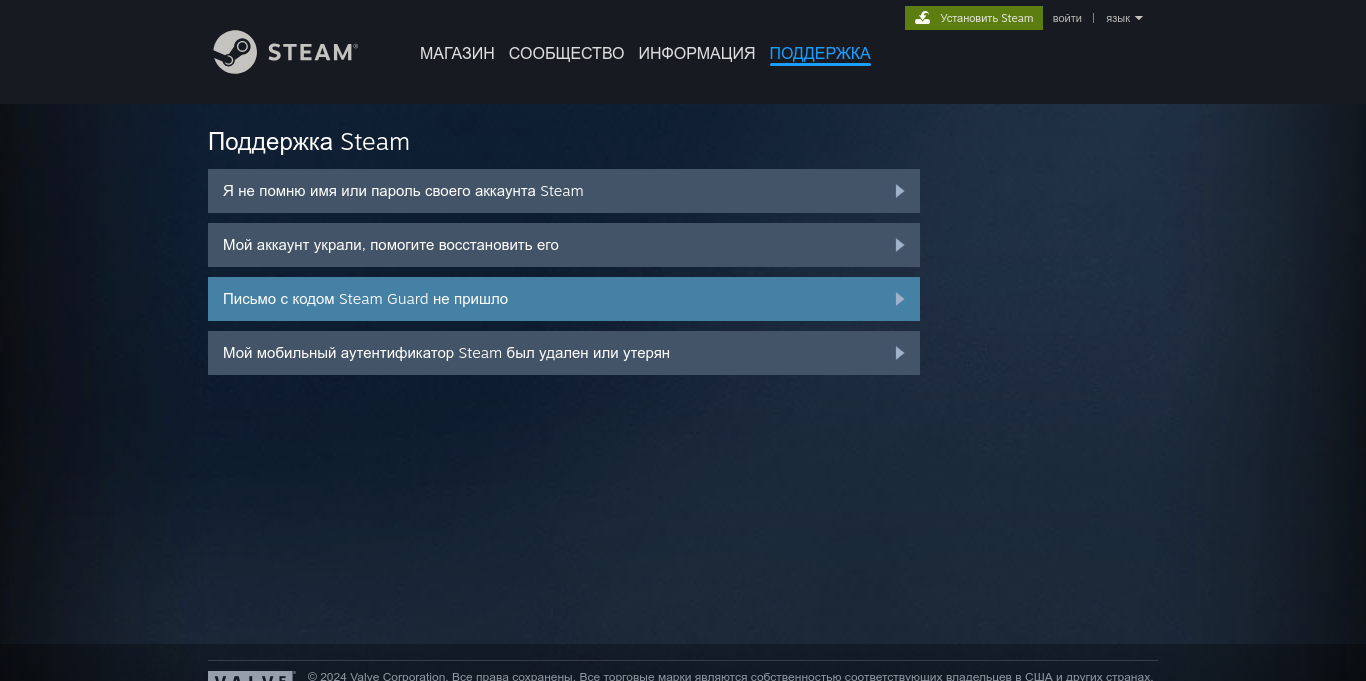 Установить Steam войти | язык
STEAM®
МАГАЗИН СООБЩЕСТВО ИНФОРМАЦИЯ ПОДДЕРЖКА
Поддержка Steam
Я не помню имя или пароль своего аккаунта Steam
Мой аккаунт украли, помогите восстановить его
Письмо с кодом Steam Guard не пришло
Мой мобильный аутентификатор Steam был удален или утерян
VALVE © 2024 Valve Corporation. Все права сохранены. Все торговые марки являются собственностью соответствующих владельцев в США и других странах.